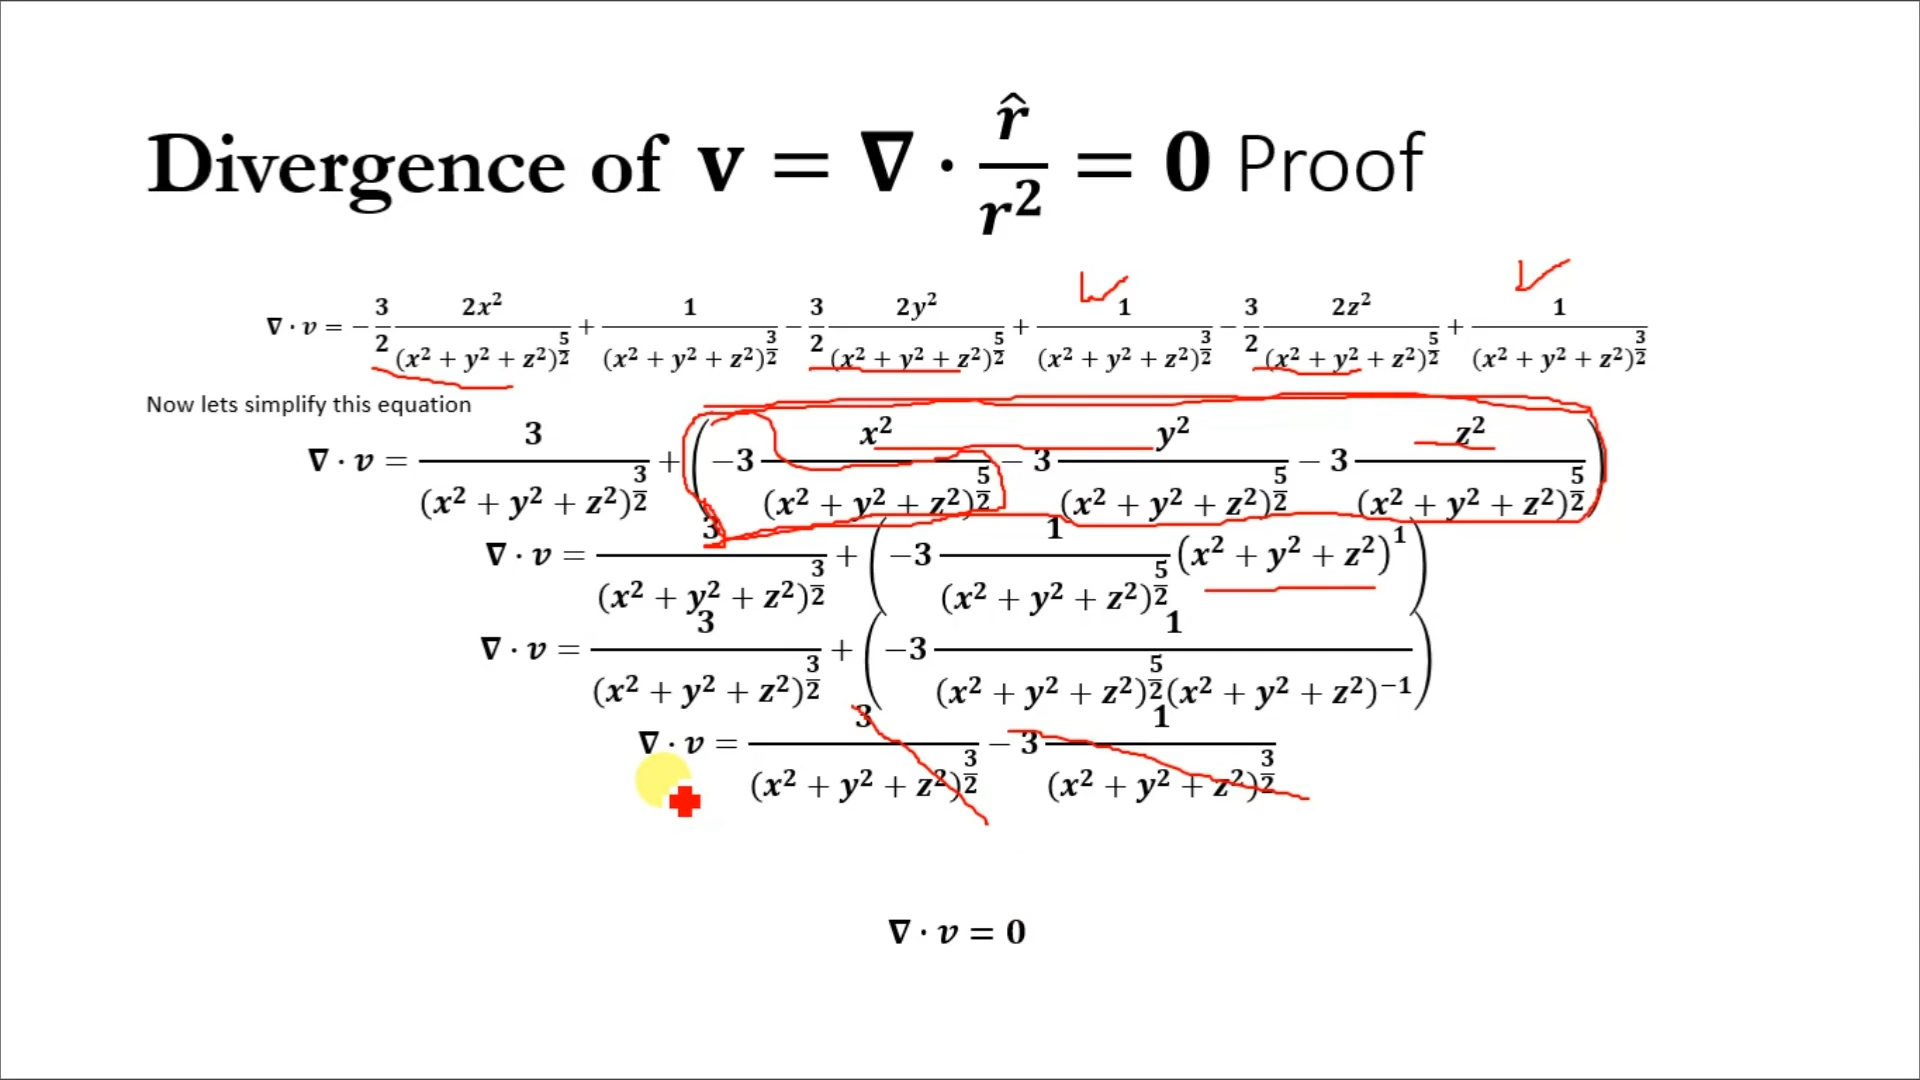 Divergence of v = ∇ · r̂/r² = 0 Proof
∇ · v = −3/2 2x²/(x² + y² + z²)^(5/2) + 1/(x² + y² + z²)^(3/2) − 3/2 2y²/(x² + y² + z²)^(5/2) + 1/(x² + y² + z²)^(3/2) − 3/2 2z²/(x² + y² + z²)^(5/2) + 1/(x² + y² + z²)^(3/2)
Now lets simplify this equation
∇ · v = 3/(x² + y² + z²)^(3/2) + (−3 x²/(x² + y² + z²)^(5/2) − 3 y²/(x² + y² + z²)^(5/2) − 3 z²/(x² + y² + z²)^(5/2))
∇ · v = 3/(x² + y² + z²)^(3/2) + (−3 1/(x² + y² + z²)^(5/2) (x² + y² + z²)¹)
∇ · v = 3/(x² + y² + z²)^(3/2) + (−3 1/((x² + y² + z²)^(5/2)(x² + y² + z²)⁻¹))
∇ · v = 3/(x² + y² + z²)^(3/2) − 3 1/(x² + y² + z²)^(3/2)
∇ · v = 0